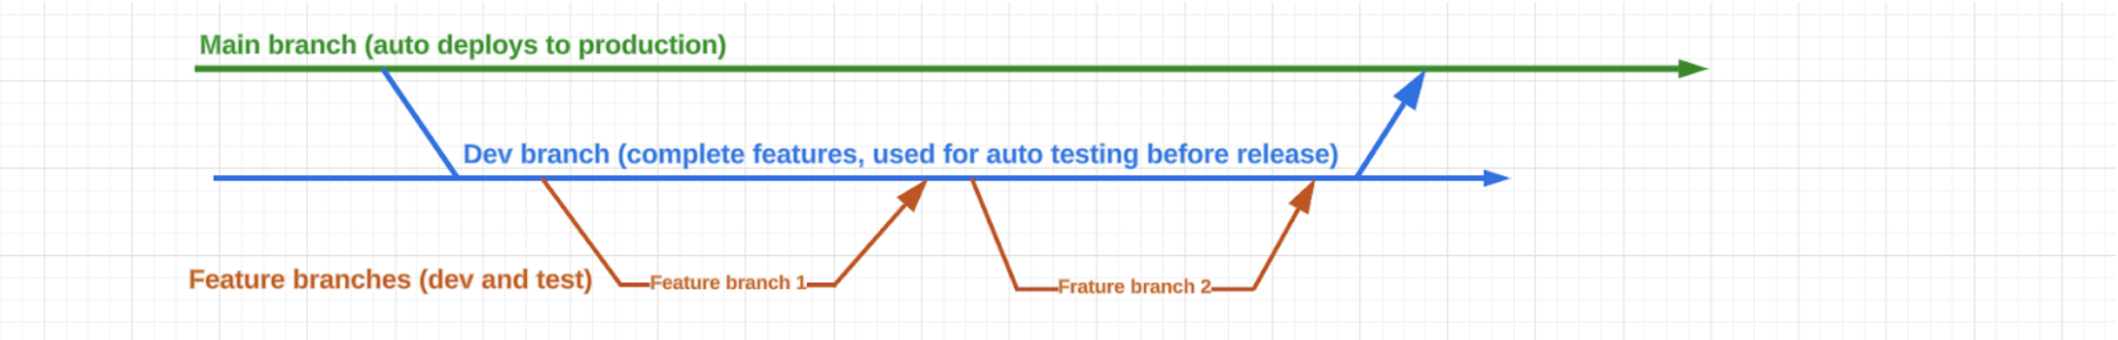 Main branch (auto deploys to production)
Dev branch (complete features, used for auto testing before release)
Feature branches (dev and test)
Feature branch 1
Frature branch 2